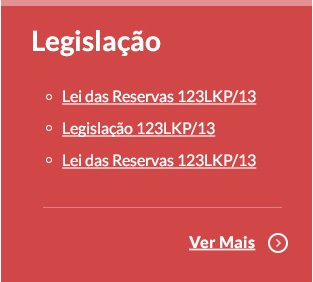 Legislação
Lei das Reservas 123LKP/13
Legislação 123LKP/13
Lei das Reservas 123LKP/13
Ver Mais